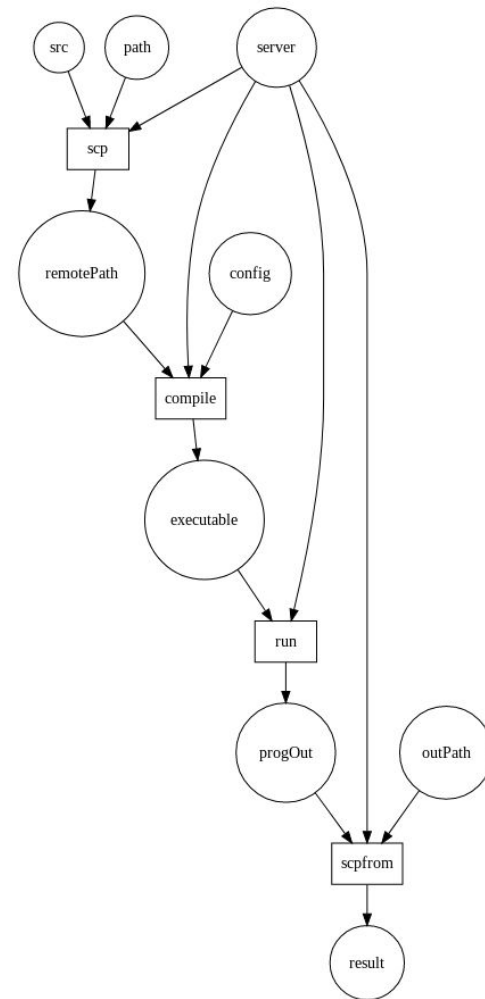 src
path
server
scp
remotePath
config
compile
executable
run
progOut
outPath
scpfrom
result